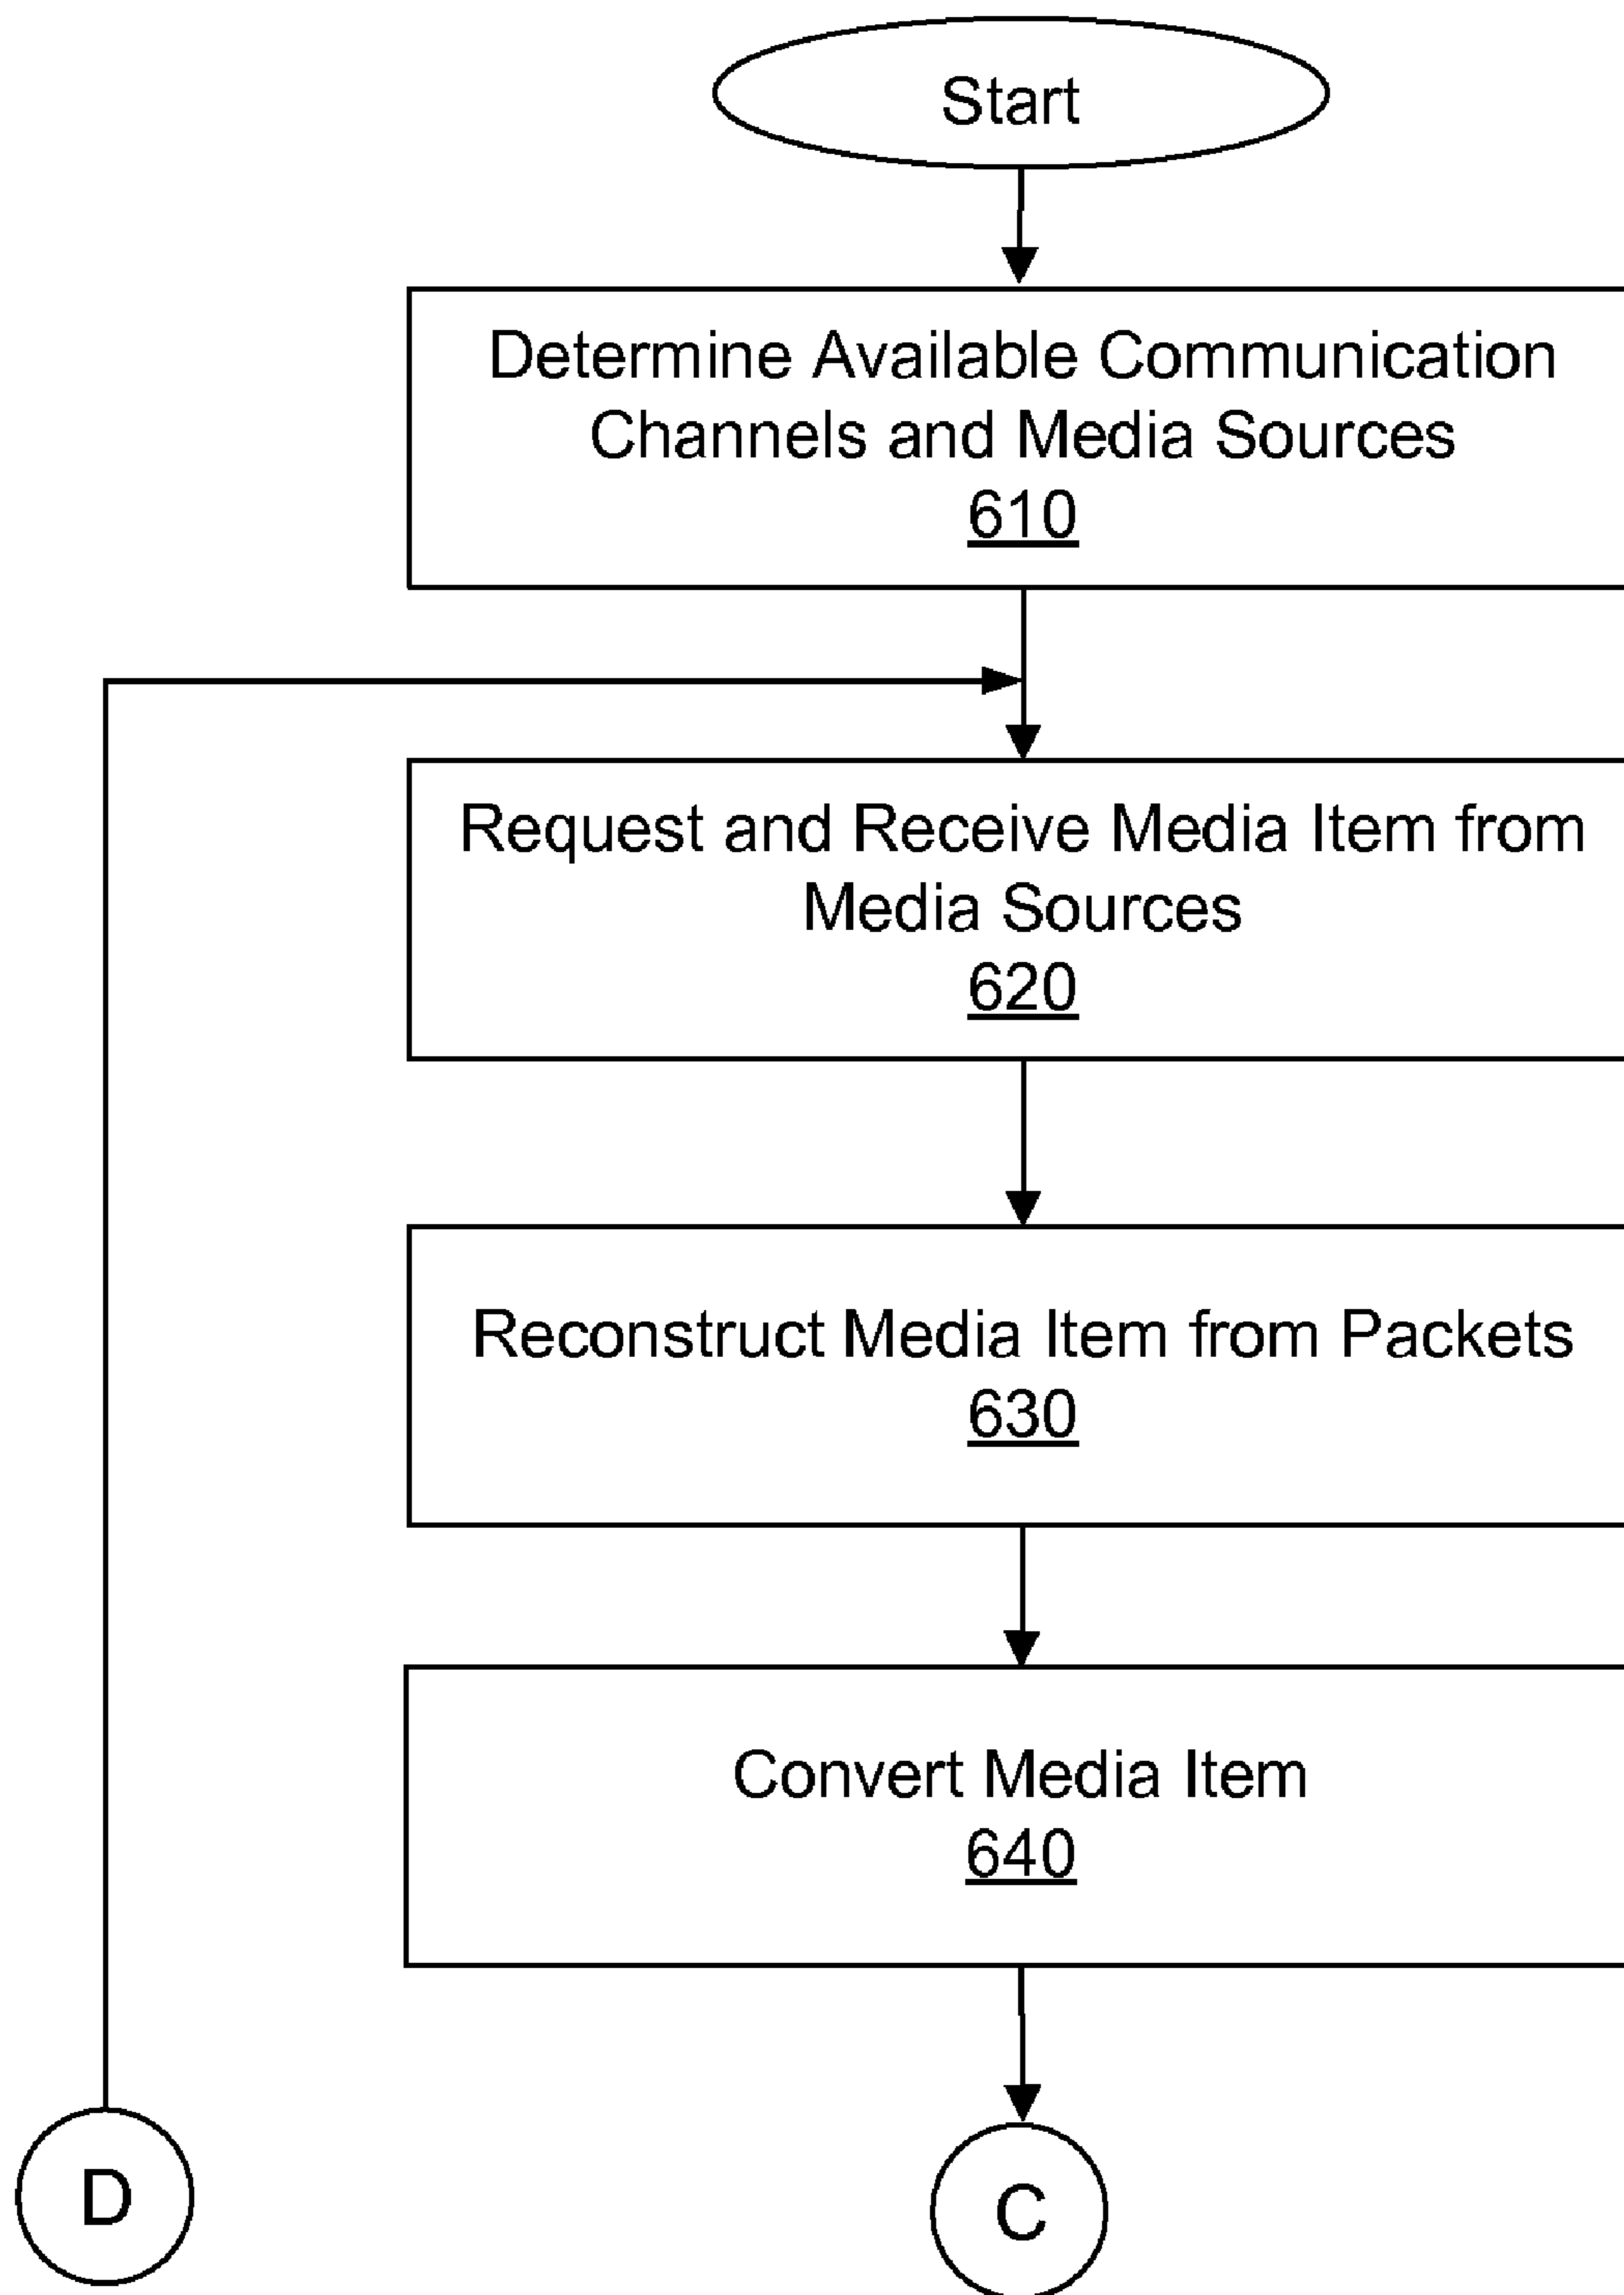 Start
Determine Available Communication
Channels and Media Sources
610
Request and Receive Media Item from
Media Sources
620
Reconstruct Media Item from Packets
630
Convert Media Item
640
D
C